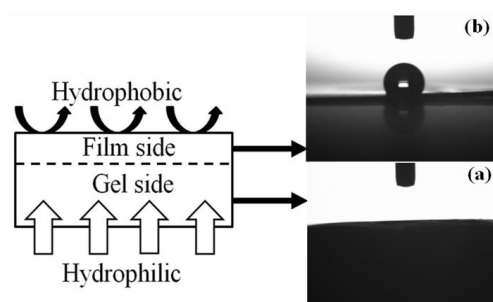 (b)
Hydrophobic
Film side
Gel side
(a)
Hydrophilic